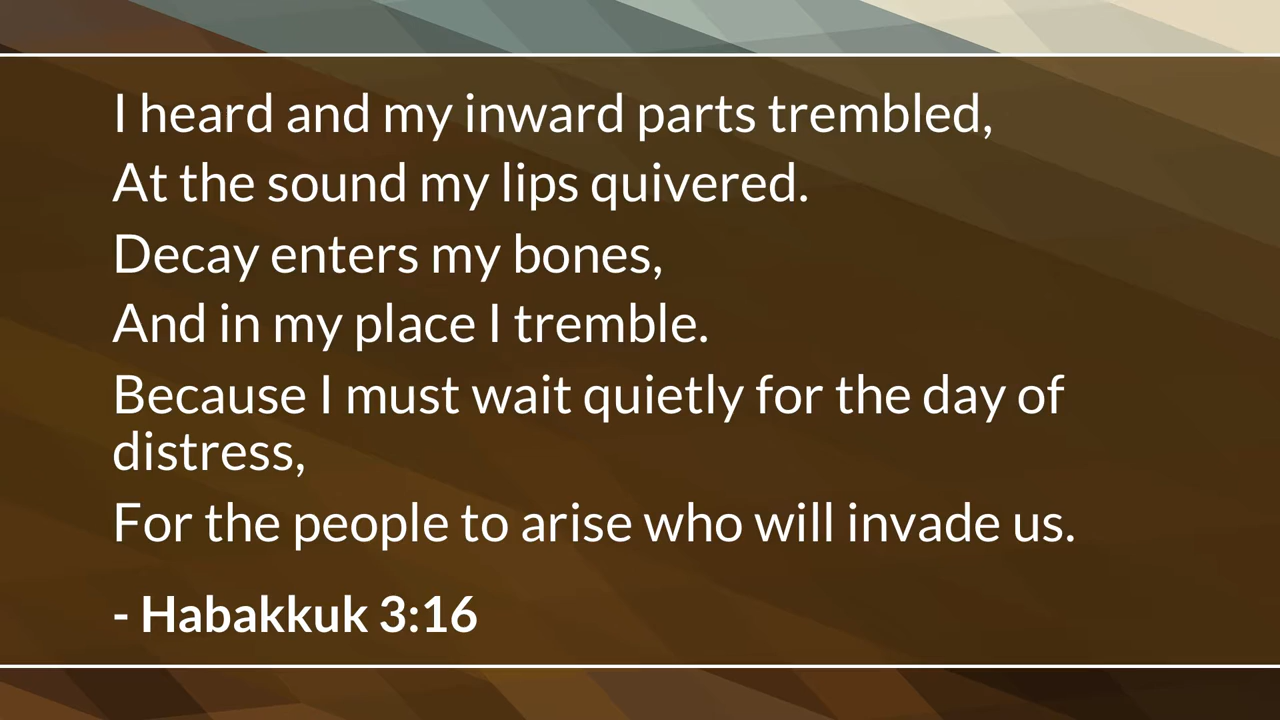 I heard and my inward parts trembled,
At the sound my lips quivered.
Decay enters my bones,
And in my place I tremble.
Because I must wait quietly for the day of
distress,
For the people to arise who will invade us.
- Habakkuk 3:16